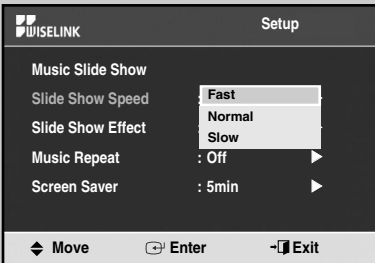 WISELINK Setup
Music Slide Show
Slide Show Speed : Fast
Normal
Slide Show Effect :
Slow
Music Repeat : Off
Screen Saver : 5min
Move Enter Exit